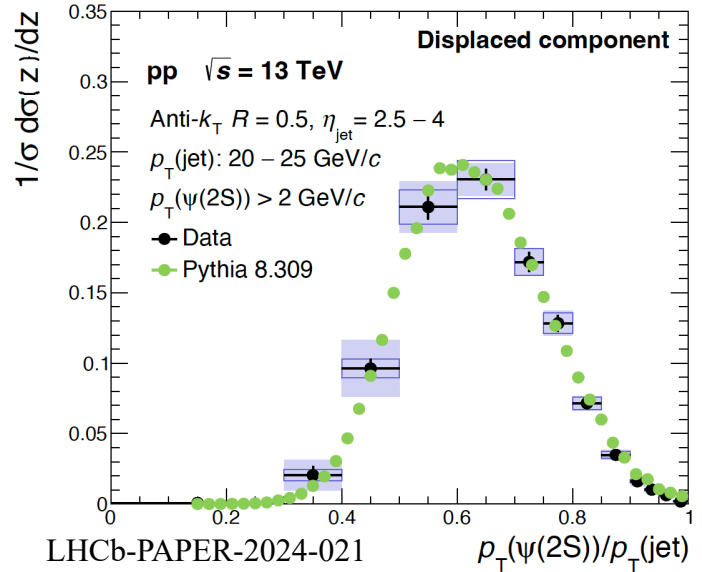 Displaced component
pp √s = 13 TeV
Anti-k_T R = 0.5, η_jet = 2.5 – 4
p_T(jet): 20 – 25 GeV/c
p_T(ψ(2S)) > 2 GeV/c
Data
Pythia 8.309
1/σ dσ(z)/dz
0.35
0.3
0.25
0.2
0.15
0.1
0.05
0
0 0.2 0.4 0.6 0.8 1
LHCb-PAPER-2024-021
p_T(ψ(2S))/p_T(jet)